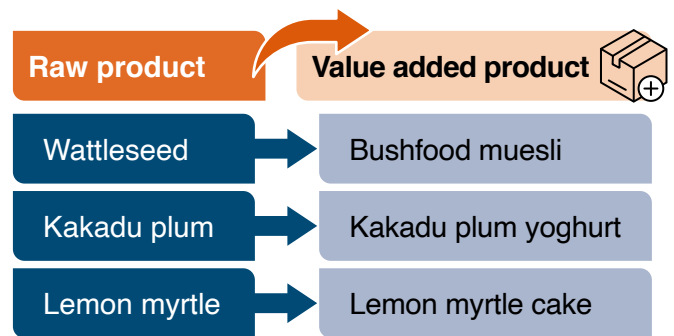 Raw product
Value added product
Wattleseed
Bushfood muesli
Kakadu plum
Kakadu plum yoghurt
Lemon myrtle
Lemon myrtle cake